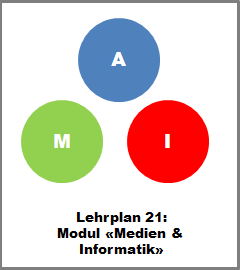 A
M I
Lehrplan 21:
Modul «Medien &
Informatik»